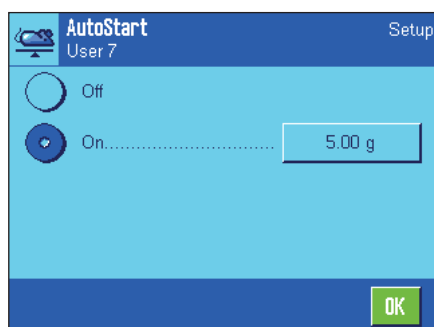 AutoStart
Setup
User 7
Off
On.............................. 5.00 g
OK